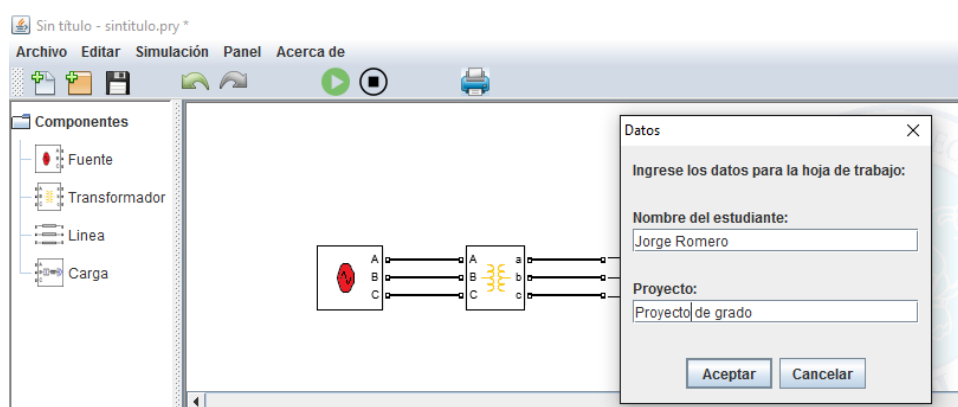 Sin título - sintitulo.pry *
Archivo Editar Simulación Panel Acerca de
Componentes
Fuente
Transformador
Linea
Carga
A
B
C
A a
B b
C c
Datos
Ingrese los datos para la hoja de trabajo:
Nombre del estudiante:
Jorge Romero
Proyecto:
Proyecto de grado
Aceptar Cancelar